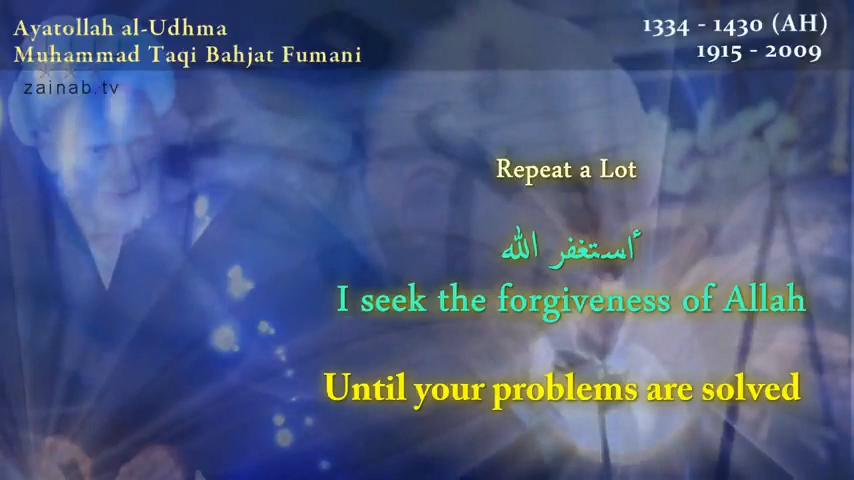 Ayatollah al-Udhma
Muhammad Taqi Bahjat Fumani
1334 - 1430 (AH)
1915 - 2009
zainab.tv
Repeat a Lot
أستغفر الله
I seek the forgiveness of Allah
Until your problems are solved